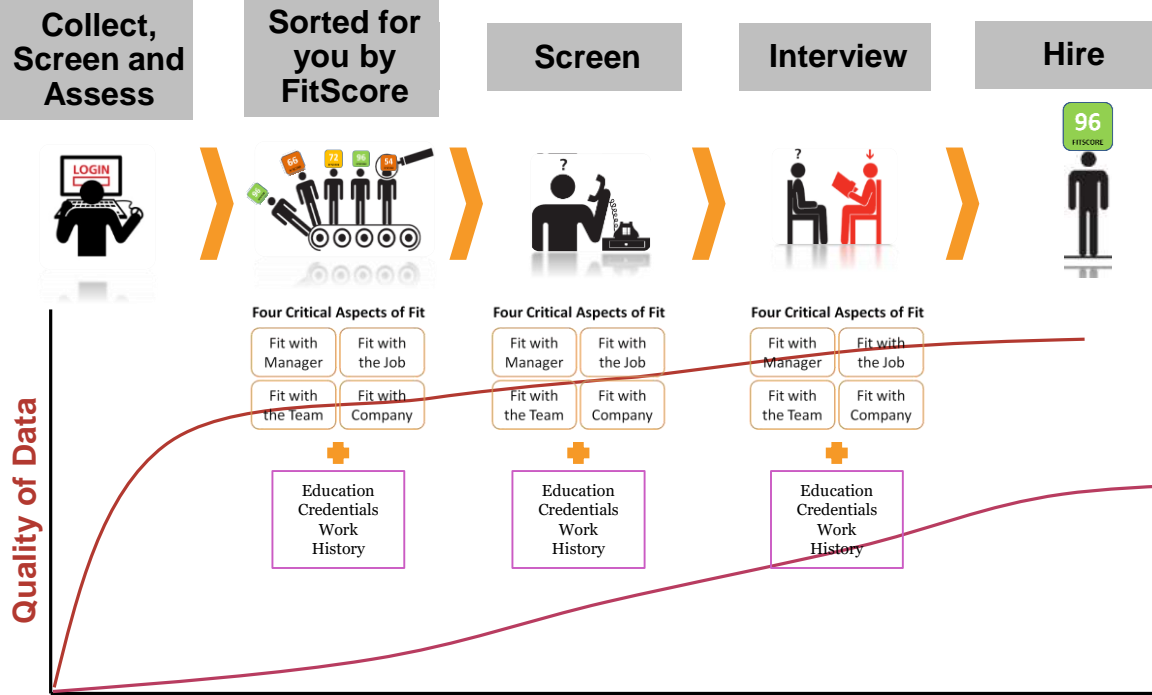 Collect,
Screen and
Assess
Sorted for
you by
FitScore
Screen
Interview
Hire
LOGIN
96
66
72
96
54
?
?
96
FITSCORE
Four Critical Aspects of Fit
Fit with
Manager
Fit with
the Job
Fit with
the Team
Fit with
Company
Education
Credentials
Work
History
Four Critical Aspects of Fit
Fit with
Manager
Fit with
the Job
Fit with
the Team
Fit with
Company
Education
Credentials
Work
History
Four Critical Aspects of Fit
Fit with
Manager
Fit with
the Job
Fit with
the Team
Fit with
Company
Education
Credentials
Work
History
Quality of Data